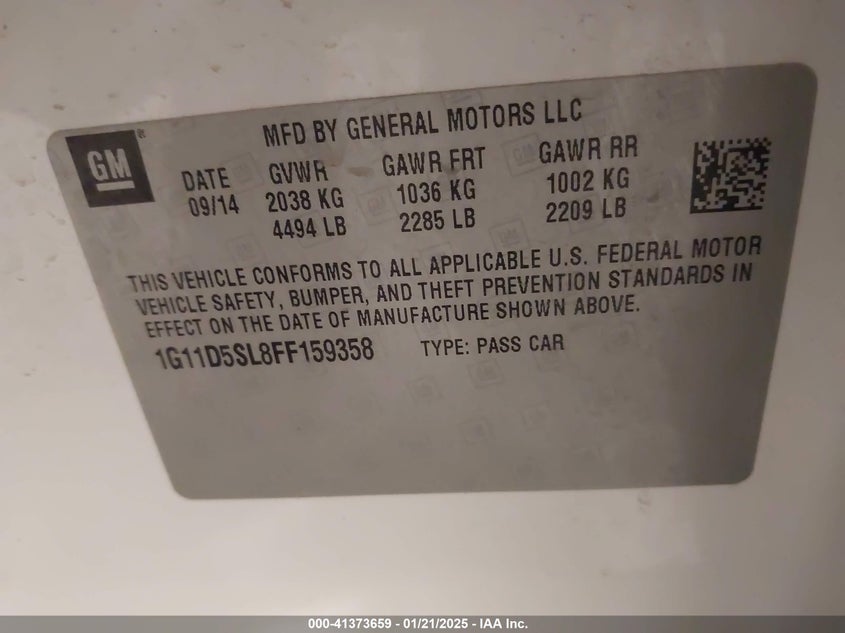 GM
MFD BY GENERAL MOTORS LLC
DATE GVWR GAWR FRT GAWR RR
09/14 2038 KG 1036 KG 1002 KG
4494 LB 2285 LB 2209 LB
THIS VEHICLE CONFORMS TO ALL APPLICABLE U.S. FEDERAL MOTOR
VEHICLE SAFETY, BUMPER, AND THEFT PREVENTION STANDARDS IN
EFFECT ON THE DATE OF MANUFACTURE SHOWN ABOVE.
1G11D5SL8FF159358 TYPE: PASS CAR
000-41373659 - 01/21/2025 - IAA Inc.